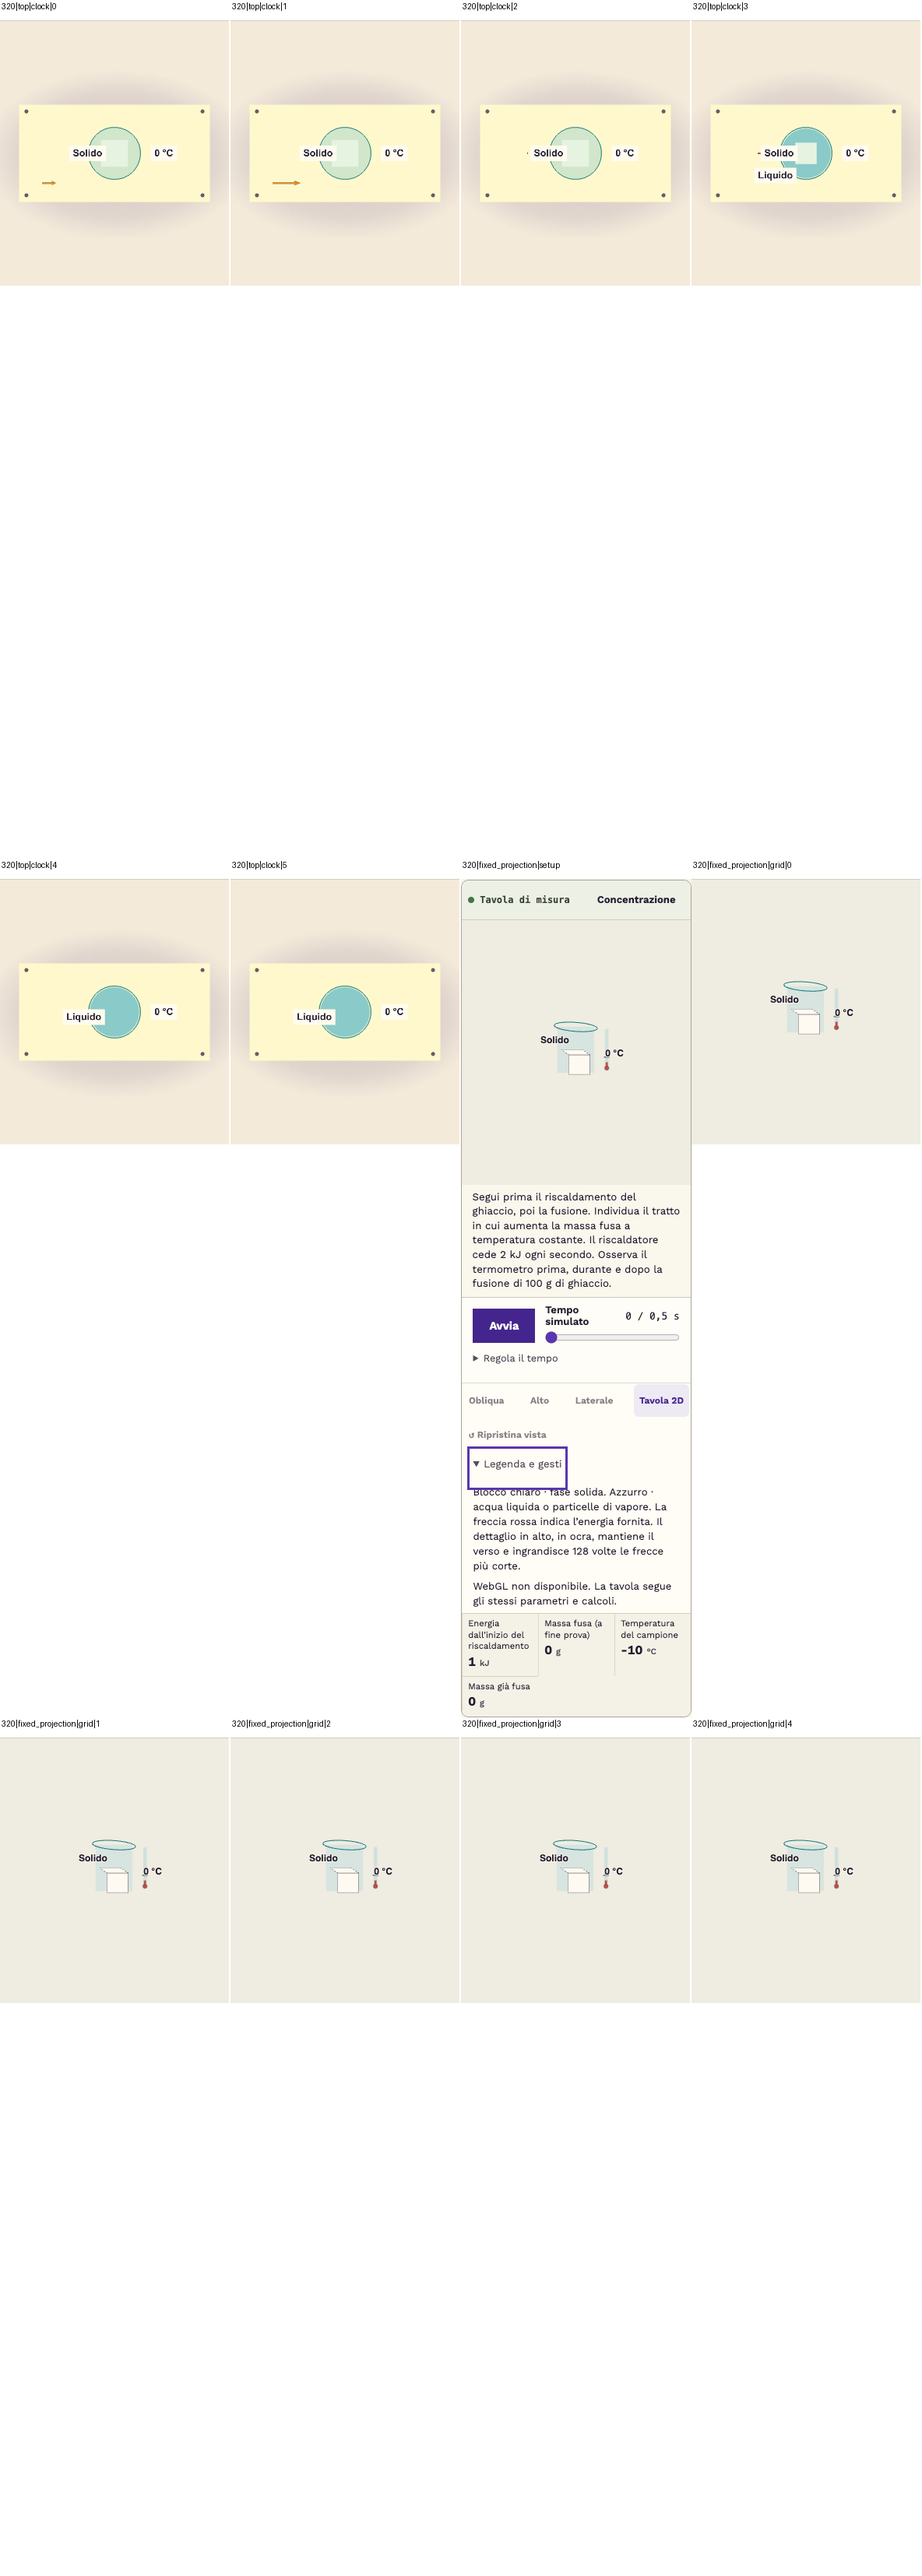 320|top|clock|0
320|top|clock|1
320|top|clock|2
320|top|clock|3
Solido
0 °C
Solido
0 °C
Solido
0 °C
Solido
0 °C
Liquido
320|top|clock|4
320|top|clock|5
320|fixed_projection|setup
320|fixed_projection|grid|0
Liquido
0 °C
Liquido
0 °C
Tavola di misura
Concentrazione
Solido
0 °C
Solido
0 °C
Segui prima il riscaldamento del
ghiaccio, poi la fusione. Individua il tratto
in cui aumenta la massa fusa a
temperatura costante. Il riscaldatore
cede 2 kJ ogni secondo. Osserva il
termometro prima, durante e dopo la
fusione di 100 g di ghiaccio.
Avvia
Tempo
simulato
0 / 0,5 s
▶ Regola il tempo
Obliqua
Alto
Laterale
Tavola 2D
↺ Ripristina vista
▼ Legenda e gesti
Blocco chiaro · fase solida. Azzurro ·
acqua liquida o particelle di vapore. La
freccia rossa indica l’energia fornita. Il
dettaglio in alto, in ocra, mantiene il
verso e ingrandisce 128 volte le frecce
più corte.
WebGL non disponibile. La tavola segue
gli stessi parametri e calcoli.
Energia
dall’inizio del
riscaldamento
1 kJ
Massa fusa (a
fine prova)
0 g
Temperatura
del campione
-10 °C
Massa già fusa
0 g
320|fixed_projection|grid|1
320|fixed_projection|grid|2
320|fixed_projection|grid|3
320|fixed_projection|grid|4
Solido
0 °C
Solido
0 °C
Solido
0 °C
Solido
0 °C